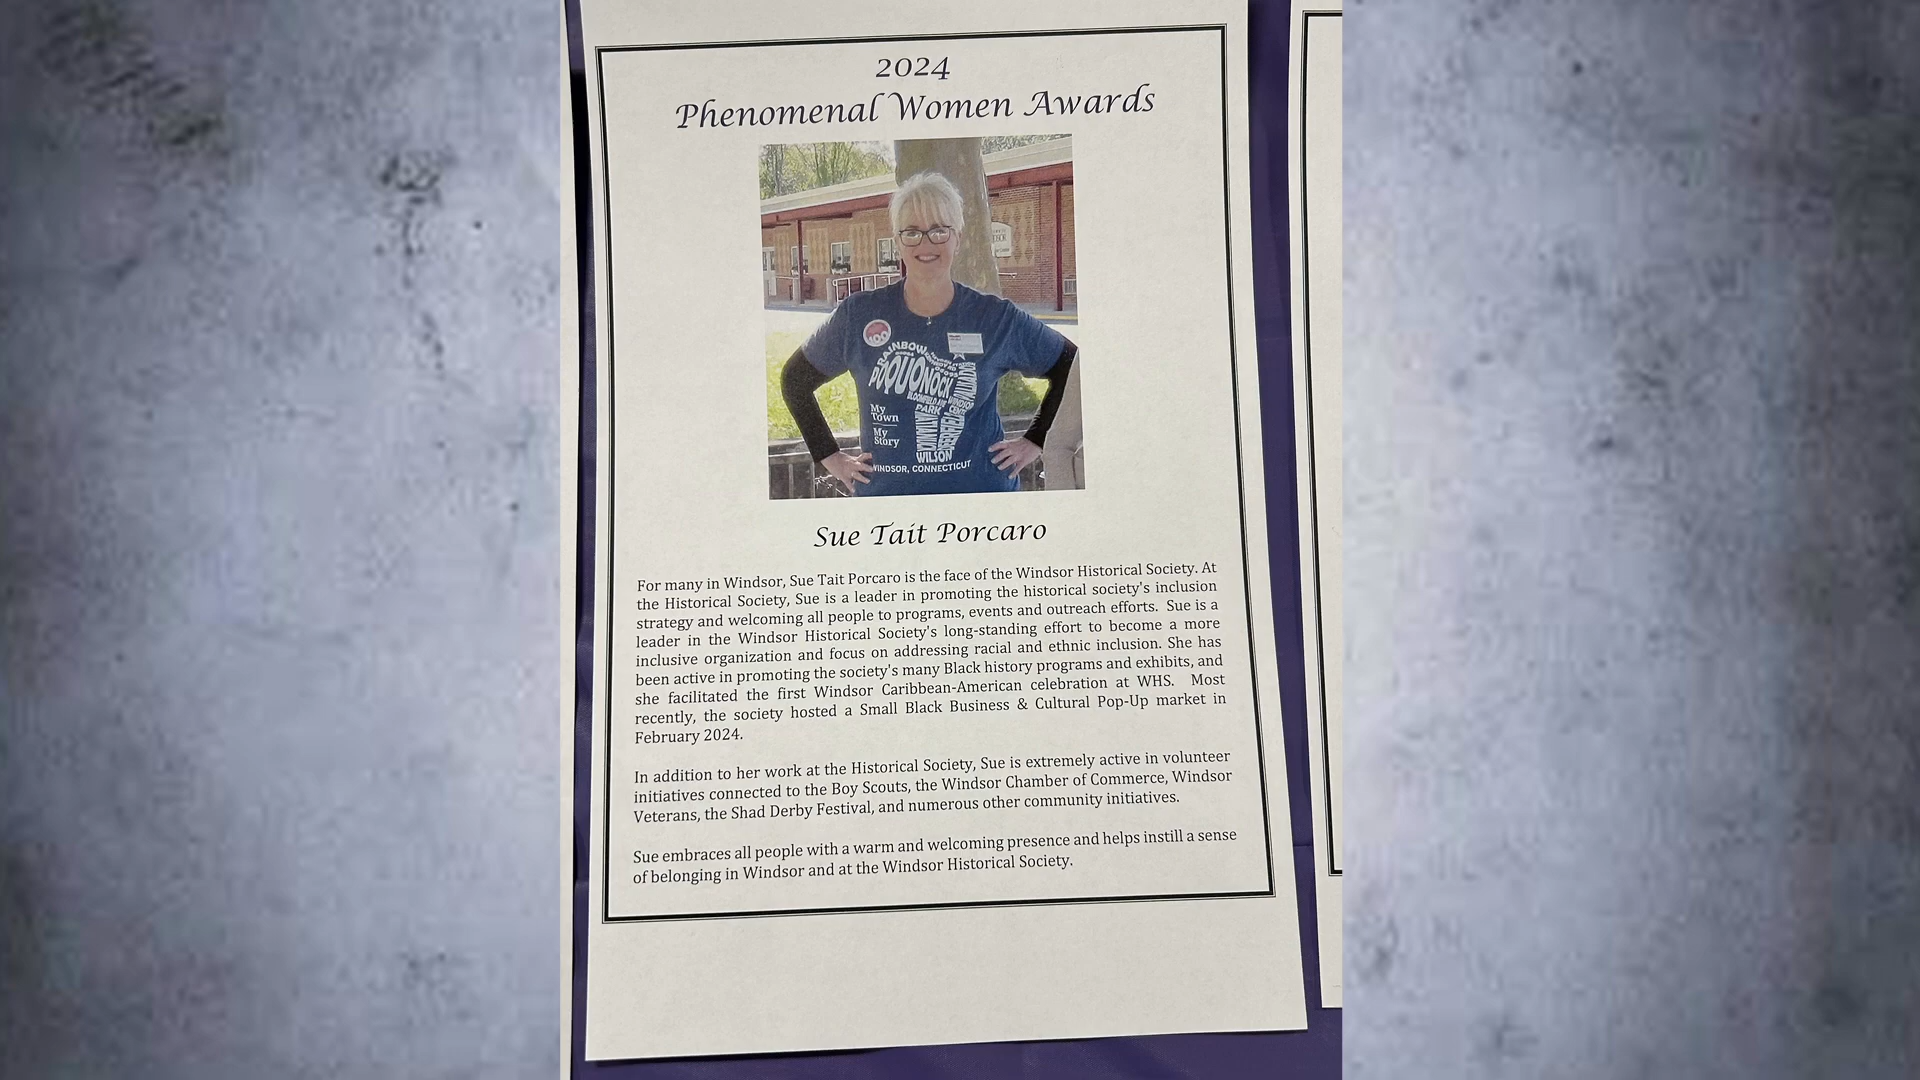 2024
Phenomenal Women Awards
100
RAINBOW
POQUONOCK
BLOOMFIELD AVE
PARK
WINDSOR
CENTER
PALISADO
My
Town
My
Story
DEERFIELD
WILSON
WINDSOR, CONNECTICUT
Sue Tait Porcaro
For many in Windsor, Sue Tait Porcaro is the face of the Windsor Historical Society. At
the Historical Society, Sue is a leader in promoting the historical society's inclusion
strategy and welcoming all people to programs, events and outreach efforts. Sue is a
leader in the Windsor Historical Society's long-standing effort to become a more
inclusive organization and focus on addressing racial and ethnic inclusion. She has
been active in promoting the society's many Black history programs and exhibits, and
she facilitated the first Windsor Caribbean-American celebration at WHS. Most
recently, the society hosted a Small Black Business & Cultural Pop-Up market in
February 2024.
In addition to her work at the Historical Society, Sue is extremely active in volunteer
initiatives connected to the Boy Scouts, the Windsor Chamber of Commerce, Windsor
Veterans, the Shad Derby Festival, and numerous other community initiatives.
Sue embraces all people with a warm and welcoming presence and helps instill a sense
of belonging in Windsor and at the Windsor Historical Society.